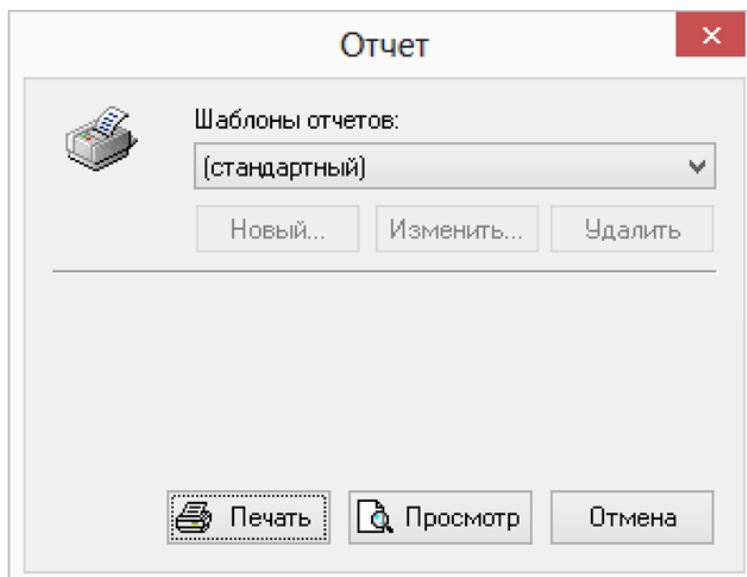 Отчет
Шаблоны отчетов:
(стандартный)
Новый... Изменить... Удалить
Печать Просмотр Отмена